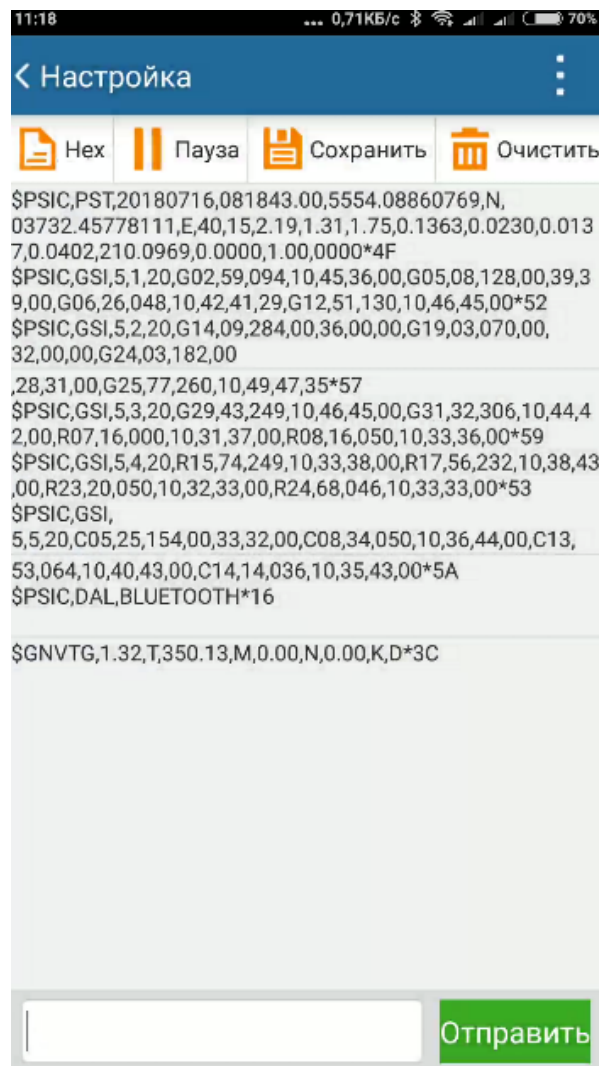 11:18
... 0,71КБ/с 70%
Настройка
Hex Пауза Сохранить Очистить
$PSIC,PST,20180716,081843.00,5554.08860769,N,
03732.45778111,E,40,15,2.19,1.31,1.75,0.1363,0.0230,0.013
7,0.0402,210.0969,0.0000,1.00,0000*4F
$PSIC,GSI,5,1,20,G02,59,094,10,45,36,00,G05,08,128,00,39,3
9,00,G06,26,048,10,42,41,29,G12,51,130,10,46,45,00*52
$PSIC,GSI,5,2,20,G14,09,284,00,36,00,00,G19,03,070,00,
32,00,00,G24,03,182,00
,28,31,00,G25,77,260,10,49,47,35*57
$PSIC,GSI,5,3,20,G29,43,249,10,46,45,00,G31,32,306,10,44,4
2,00,R07,16,000,10,31,37,00,R08,16,050,10,33,36,00*59
$PSIC,GSI,5,4,20,R15,74,249,10,33,38,00,R17,56,232,10,38,43
,00,R23,20,050,10,32,33,00,R24,68,046,10,33,33,00*53
$PSIC,GSI,
5,5,20,C05,25,154,00,33,32,00,C08,34,050,10,36,44,00,C13,
53,064,10,40,43,00,C14,14,036,10,35,43,00*5A
$PSIC,DAL,BLUETOOTH*16
$GNVTG,1.32,T,350.13,M,0.00,N,0.00,K,D*3C
Отправить